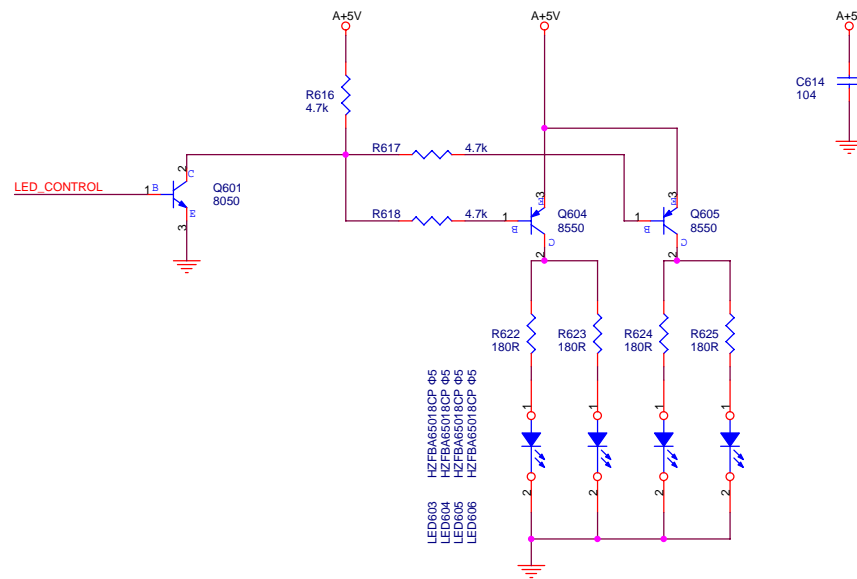 A+5V
A+5V
A+5
R616
4.7k
C614
104
R617
4.7k
LED_CONTROL
1
B
2
C
E
3
Q601
8050
R618
4.7k
1
B
3
E
C
2
Q604
8550
1
B
3
E
C
2
Q605
8550
R622
180R
R623
180R
R624
180R
R625
180R
LED603 HZFBA65018CP Φ5
LED604 HZFBA65018CP Φ5
LED605 HZFBA65018CP Φ5
LED606 HZFBA65018CP Φ5
1
1
1
1
2
2
2
2